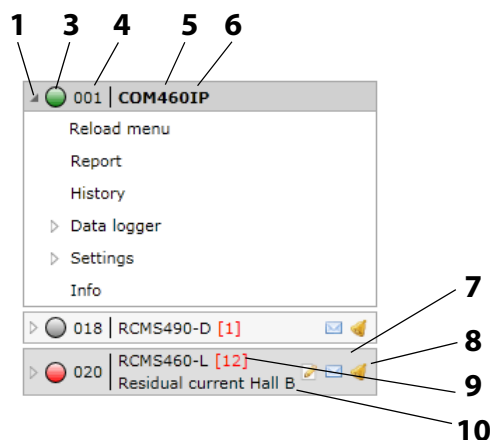 1 3 4 5 6
001 COM460IP
Reload menu
Report
History
Data logger
Settings
Info
7
018 RCMS490-D [1]
8
020 RCMS460-L [12]
Residual current Hall B
9
10